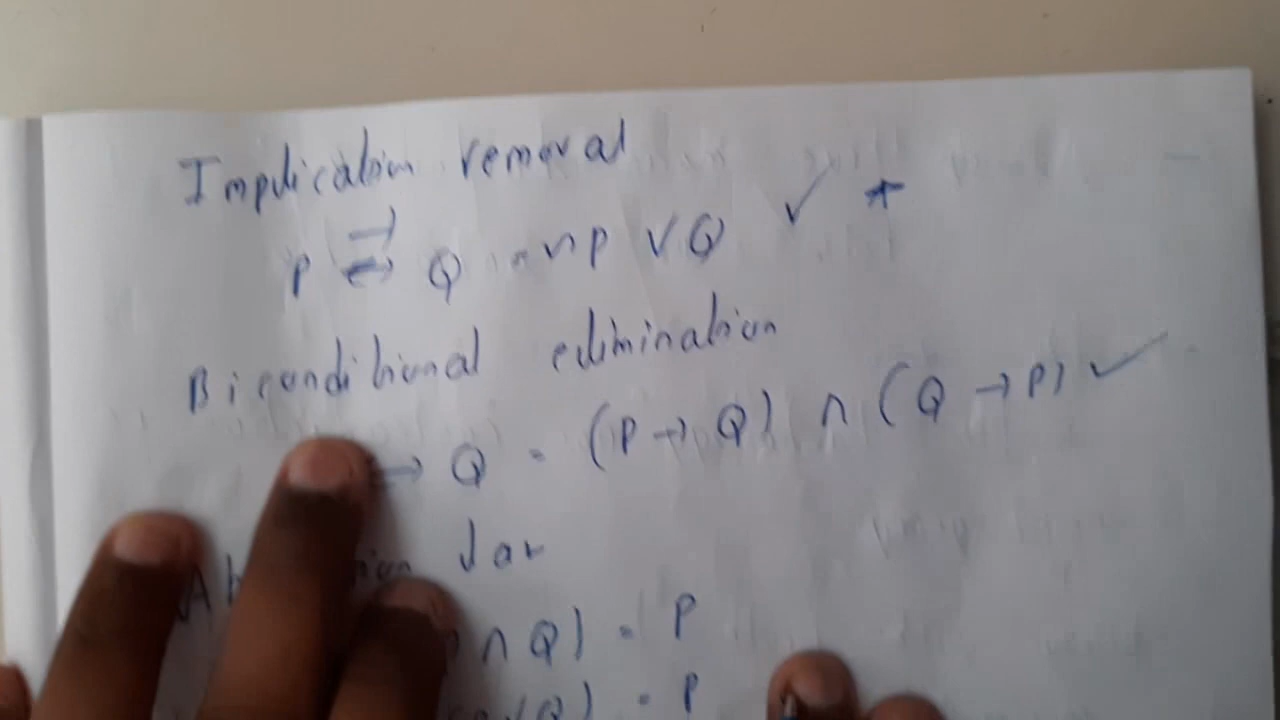 Implication removal
P → Q = ~P ∨ Q ✓ *
Biconditional elimination
→ Q = (P → Q) ∧ (Q → P) ✓
law
∧ Q) = P
∨ Q) = P